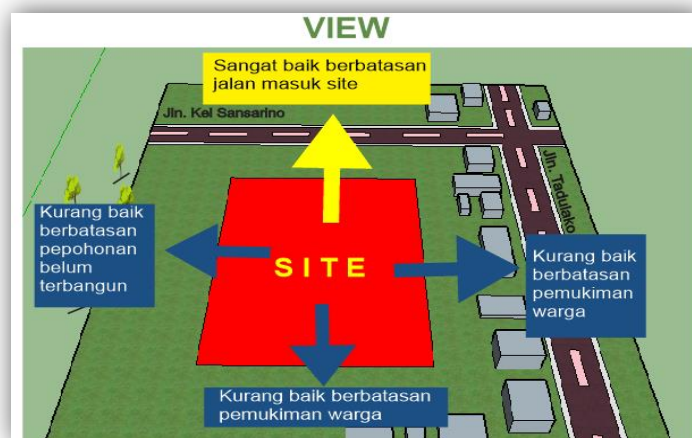 VIEW
Sangat baik berbatasan
jalan masuk site
Jln. Kel Sansarino
Jln. Tadulako
Kurang baik
berbatasan
pepohonan
belum
terbangun
SITE
Kurang baik
berbatasan
pemukiman
warga
Kurang baik berbatasan
pemukiman warga